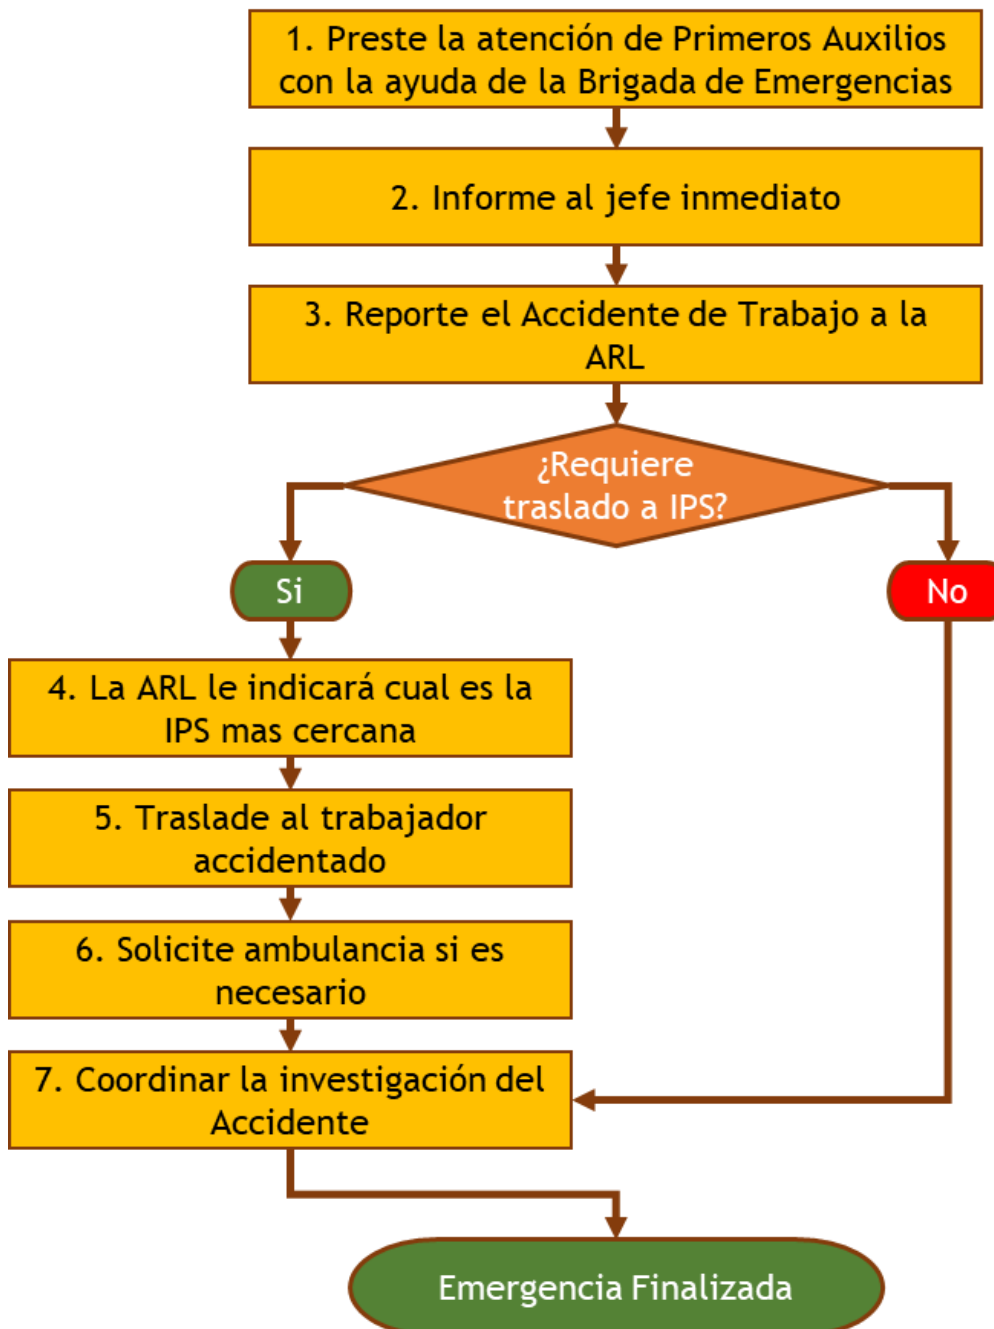 1. Preste la atención de Primeros Auxilios
con la ayuda de la Brigada de Emergencias
2. Informe al jefe inmediato
3. Reporte el Accidente de Trabajo a la
ARL
¿Requiere
traslado a IPS?
Si
No
4. La ARL le indicará cual es la
IPS mas cercana
5. Traslade al trabajador
accidentado
6. Solicite ambulancia si es
necesario
7. Coordinar la investigación del
Accidente
Emergencia Finalizada